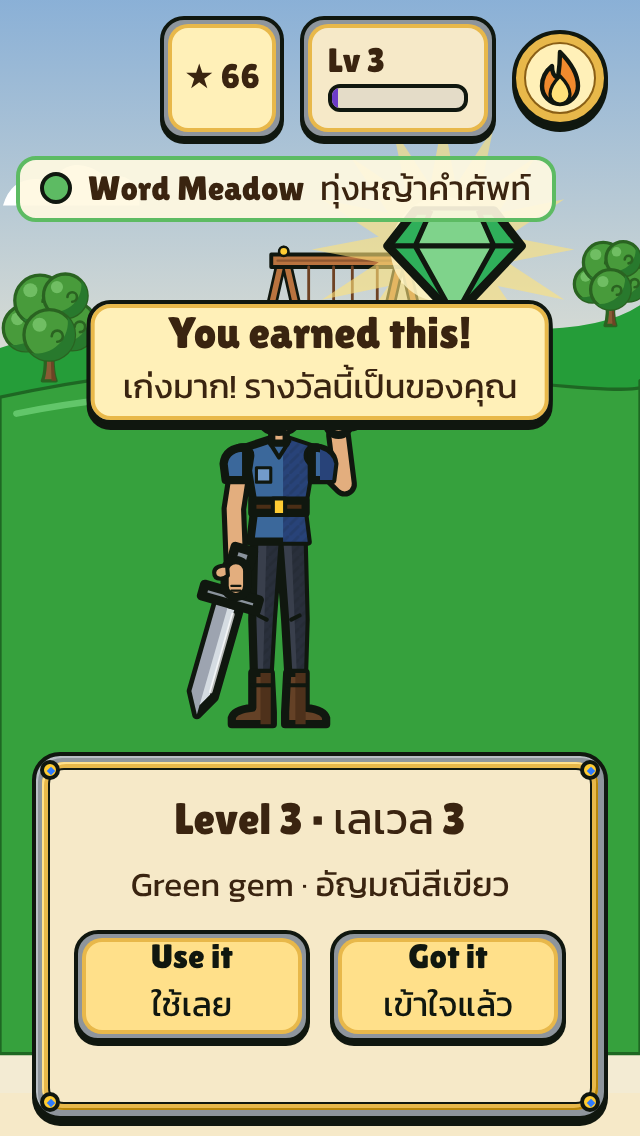 ★ 66
Lv 3
Word Meadow ทุ่งหญ้าคำศัพท์
You earned this!
เก่งมาก! รางวัลนี้เป็นของคุณ
Level 3 · เลเวล 3
Green gem · อัญมณีสีเขียว
Use it
ใช้เลย
Got it
เข้าใจแล้ว